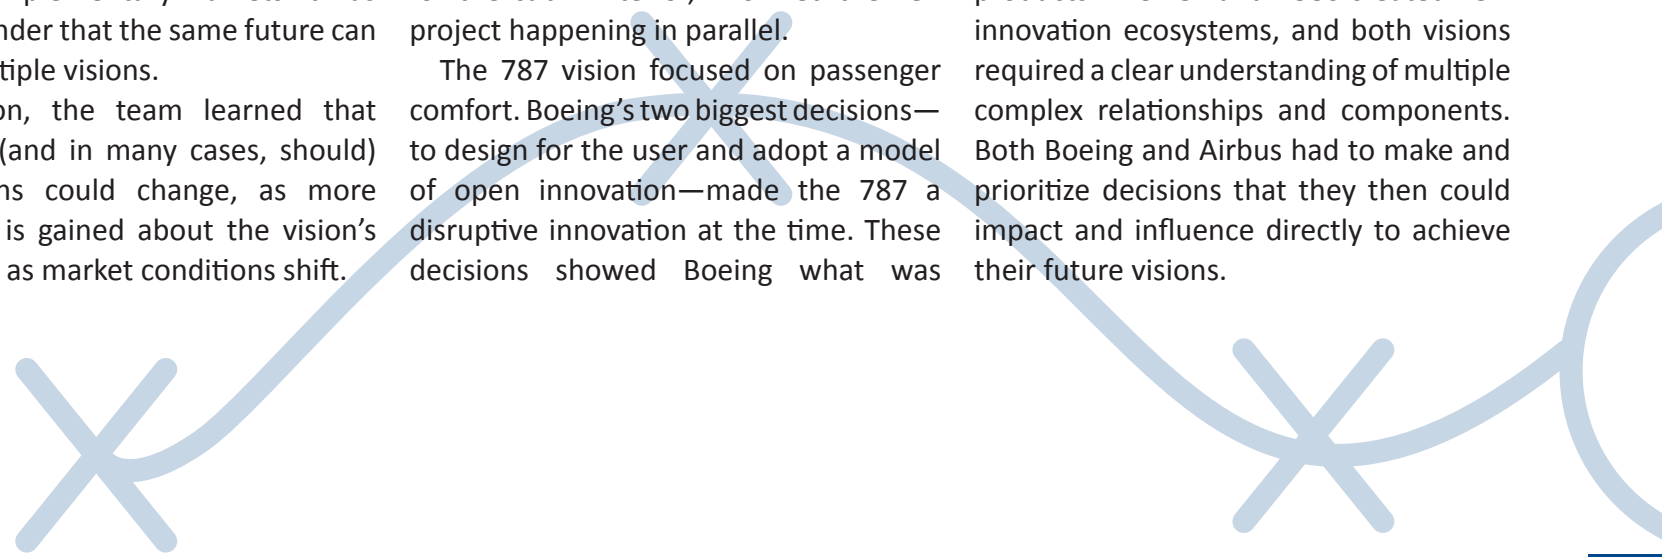 nder that the same future can
tiple visions.
on, the team learned that
(and in many cases, should)
ns could change, as more
is gained about the vision's
as market conditions shift.
project happening in parallel.
The 787 vision focused on passenger
comfort. Boeing's two biggest decisions—
to design for the user and adopt a model
of open innovation—made the 787 a
disruptive innovation at the time. These
decisions showed Boeing what was
innovation ecosystems, and both visions
required a clear understanding of multiple
complex relationships and components.
Both Boeing and Airbus had to make and
prioritize decisions that they then could
impact and influence directly to achieve
their future visions.